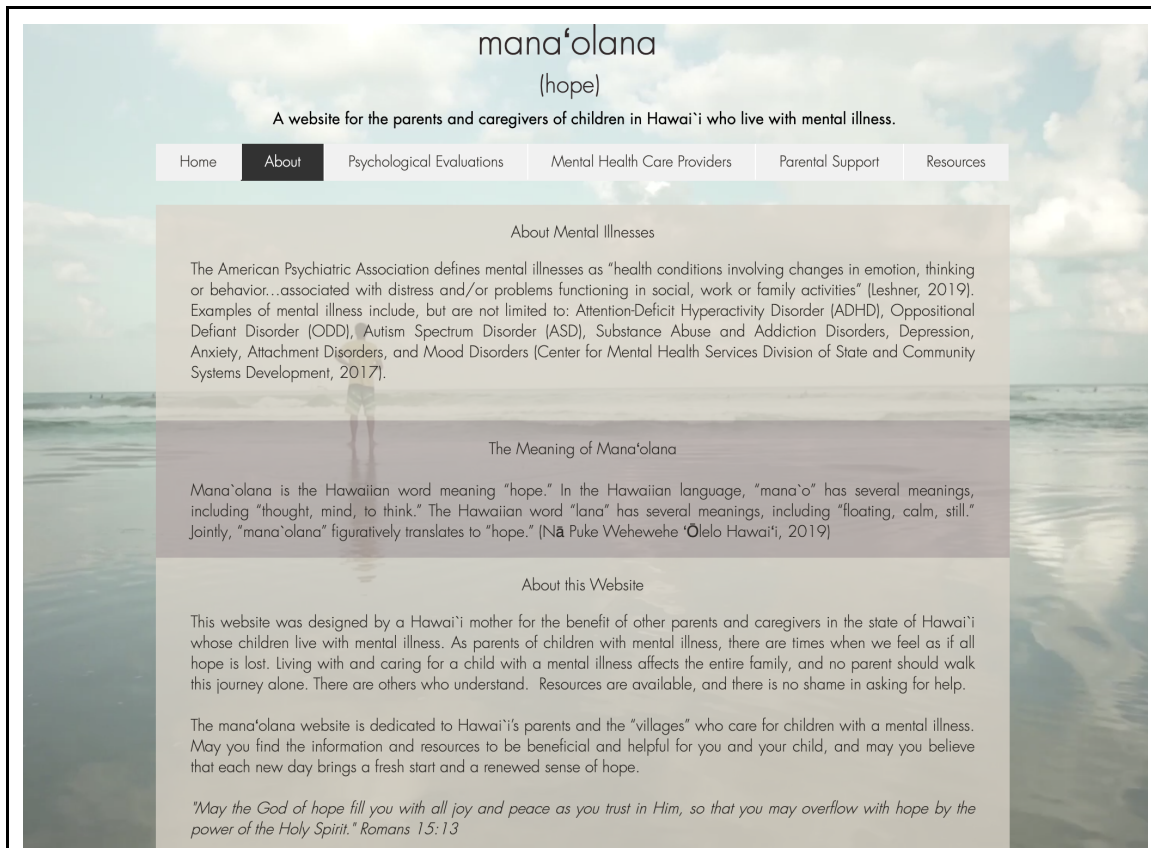 mana‘olana
(hope)
A website for the parents and caregivers of children in Hawai`i who live with mental illness.
Home About Psychological Evaluations Mental Health Care Providers Parental Support Resources
About Mental Illnesses
The American Psychiatric Association defines mental illnesses as “health conditions involving changes in emotion, thinking
or behavior…associated with distress and/or problems functioning in social, work or family activities” (Leshner, 2019).
Examples of mental illness include, but are not limited to: Attention-Deficit Hyperactivity Disorder (ADHD), Oppositional
Defiant Disorder (ODD), Autism Spectrum Disorder (ASD), Substance Abuse and Addiction Disorders, Depression,
Anxiety, Attachment Disorders, and Mood Disorders (Center for Mental Health Services Division of State and Community
Systems Development, 2017).
The Meaning of Mana‘olana
Mana`olana is the Hawaiian word meaning “hope.” In the Hawaiian language, “mana`o” has several meanings,
including “thought, mind, to think.” The Hawaiian word “lana” has several meanings, including “floating, calm, still.”
Jointly, “mana`olana” figuratively translates to “hope.” (Nā Puke Wehewehe ‘Ōlelo Hawai‘i, 2019)
About this Website
This website was designed by a Hawai`i mother for the benefit of other parents and caregivers in the state of Hawai`i
whose children live with mental illness. As parents of children with mental illness, there are times when we feel as if all
hope is lost. Living with and caring for a child with a mental illness affects the entire family, and no parent should walk
this journey alone. There are others who understand.  Resources are available, and there is no shame in asking for help.
The mana‘olana website is dedicated to Hawai`i’s parents and the “villages” who care for children with a mental illness.
May you find the information and resources to be beneficial and helpful for you and your child, and may you believe
that each new day brings a fresh start and a renewed sense of hope.
"May the God of hope fill you with all joy and peace as you trust in Him, so that you may overflow with hope by the
power of the Holy Spirit." Romans 15:13